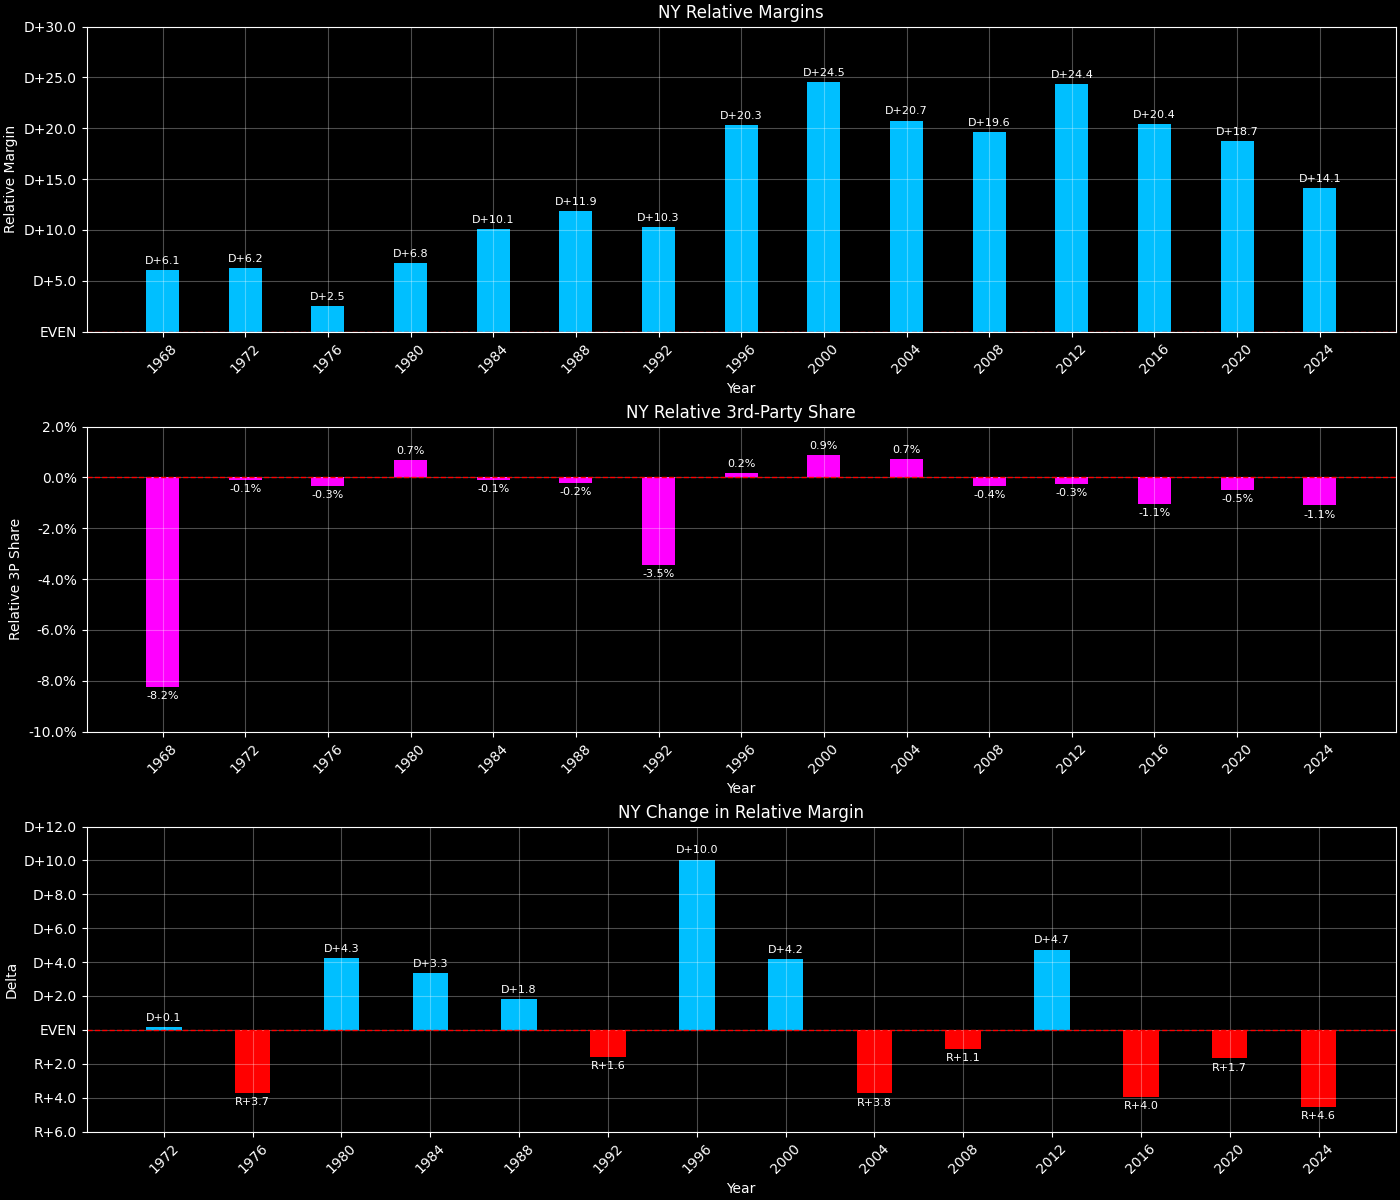 NY Relative Margins
D+30.0
D+25.0
D+20.0
D+15.0
D+10.0
D+5.0
EVEN
Relative Margin
D+6.1
D+6.2
D+2.5
D+6.8
D+10.1
D+11.9
D+10.3
D+20.3
D+24.5
D+20.7
D+19.6
D+24.4
D+20.4
D+18.7
D+14.1
1968 1972 1976 1980 1984 1988 1992 1996 2000 2004 2008 2012 2016 2020 2024
Year
NY Relative 3rd-Party Share
2.0%
0.0%
-2.0%
-4.0%
-6.0%
-8.0%
-10.0%
Relative 3P Share
-8.2%
-0.1%
-0.3%
0.7%
-0.1%
-0.2%
-3.5%
0.2%
0.9%
0.7%
-0.4%
-0.3%
-1.1%
-0.5%
-1.1%
1968 1972 1976 1980 1984 1988 1992 1996 2000 2004 2008 2012 2016 2020 2024
Year
NY Change in Relative Margin
D+12.0
D+10.0
D+8.0
D+6.0
D+4.0
D+2.0
EVEN
R+2.0
R+4.0
R+6.0
Delta
D+0.1
R+3.7
D+4.3
D+3.3
D+1.8
R+1.6
D+10.0
D+4.2
R+3.8
R+1.1
D+4.7
R+4.0
R+1.7
R+4.6
1972 1976 1980 1984 1988 1992 1996 2000 2004 2008 2012 2016 2020 2024
Year